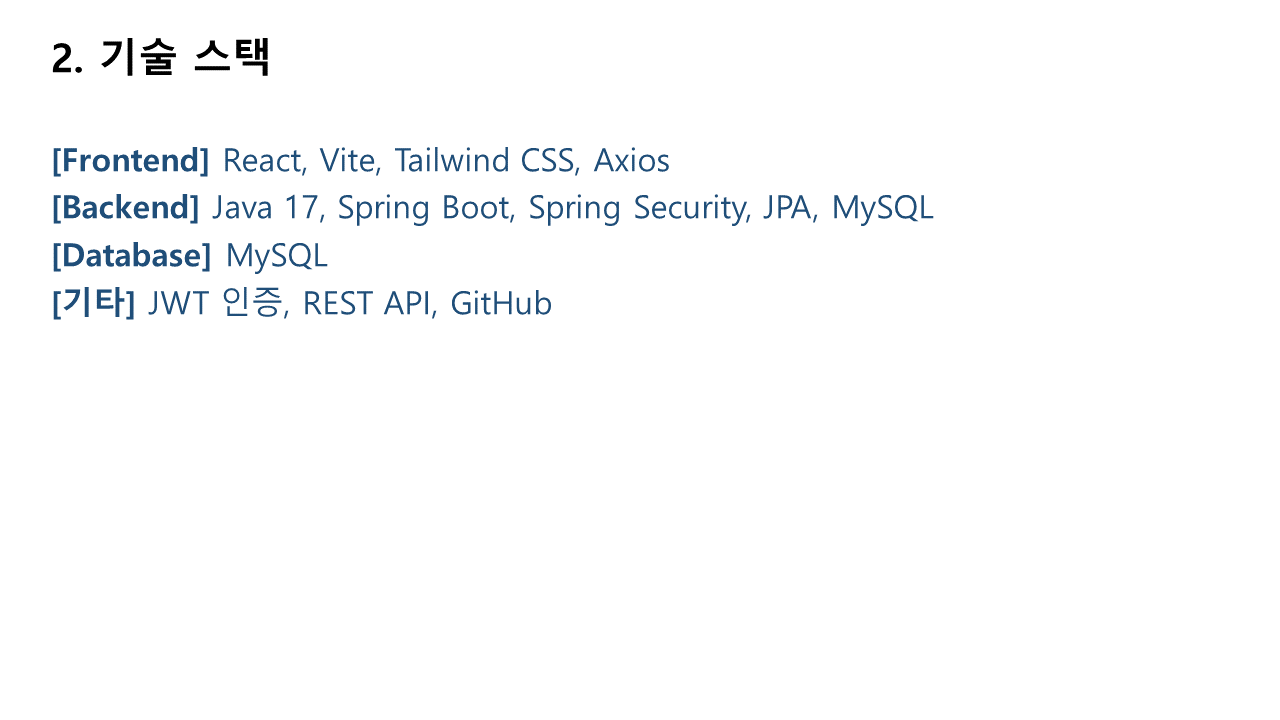 2. 기술 스택
[Frontend] React, Vite, Tailwind CSS, Axios
[Backend] Java 17, Spring Boot, Spring Security, JPA, MySQL
[Database] MySQL
[기타] JWT 인증, REST API, GitHub